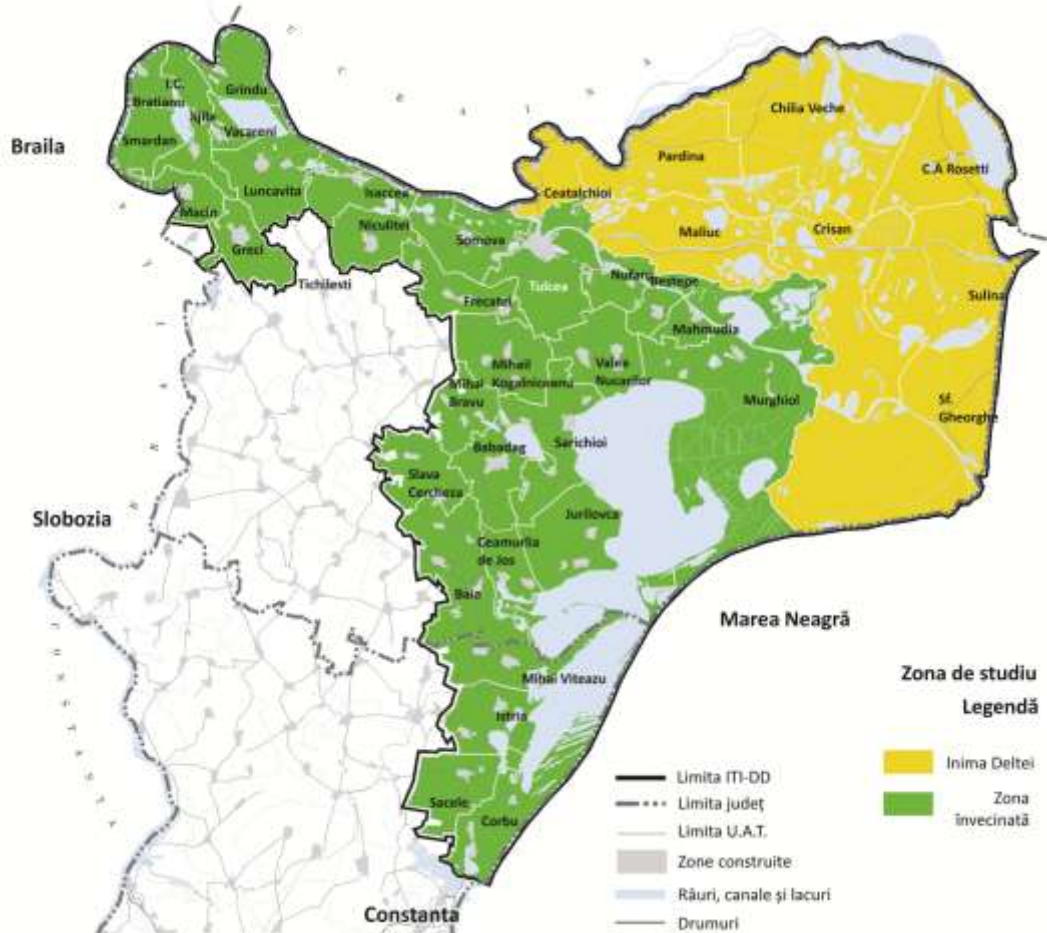 I.C.
Bratianu
Grindu
Jijila
Vacareni
Smardan
Braila
Luncavita
Isaccea
Macin
Niculitel
Greci
Tichilesti
Somova
Ceatalchioi
Pardina
Chilia Veche
C.A Rosetti
Maliuc
Crisan
Sulina
Tulcea
Nufaru
Bestepe
Frecatei
Mahmudia
Mihail
Kogalniceanu
Valea
Nucarilor
Mihai
Bravu
Murghiol
Sf.
Gheorghe
Babadag
Sarichioi
Slava
Cercheza
Slobozia
Jurilovca
Ceamurlia
de Jos
Baia
Marea Neagră
Mihai Viteazu
Istria
Sacele
Corbu
Constanta
CONSTANTA
Zona de studiu
Legendă
Inima Deltei
Zona
învecinată
Limita ITI-DD
Limita județ
Limita U.A.T.
Zone construite
Râuri, canale și lacuri
Drumuri